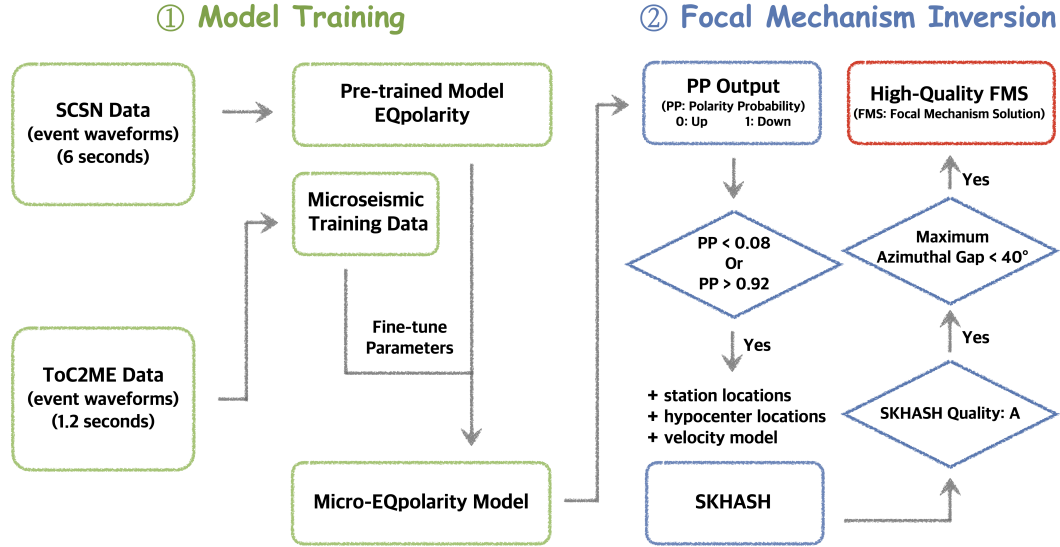 ① Model Training
SCSN Data
(event waveforms)
(6 seconds)
Pre-trained Model
EQpolarity
Microseismic
Training Data
ToC2ME Data
(event waveforms)
(1.2 seconds)
Fine-tune
Parameters
Micro-EQpolarity Model
② Focal Mechanism Inversion
PP Output
(PP: Polarity Probability)
0: Up 1: Down
PP < 0.08
Or
PP > 0.92
Yes
+ station locations
+ hypocenter locations
+ velocity model
SKHASH
SKHASH Quality: A
Yes
Maximum
Azimuthal Gap < 40°
Yes
High-Quality FMS
(FMS: Focal Mechanism Solution)